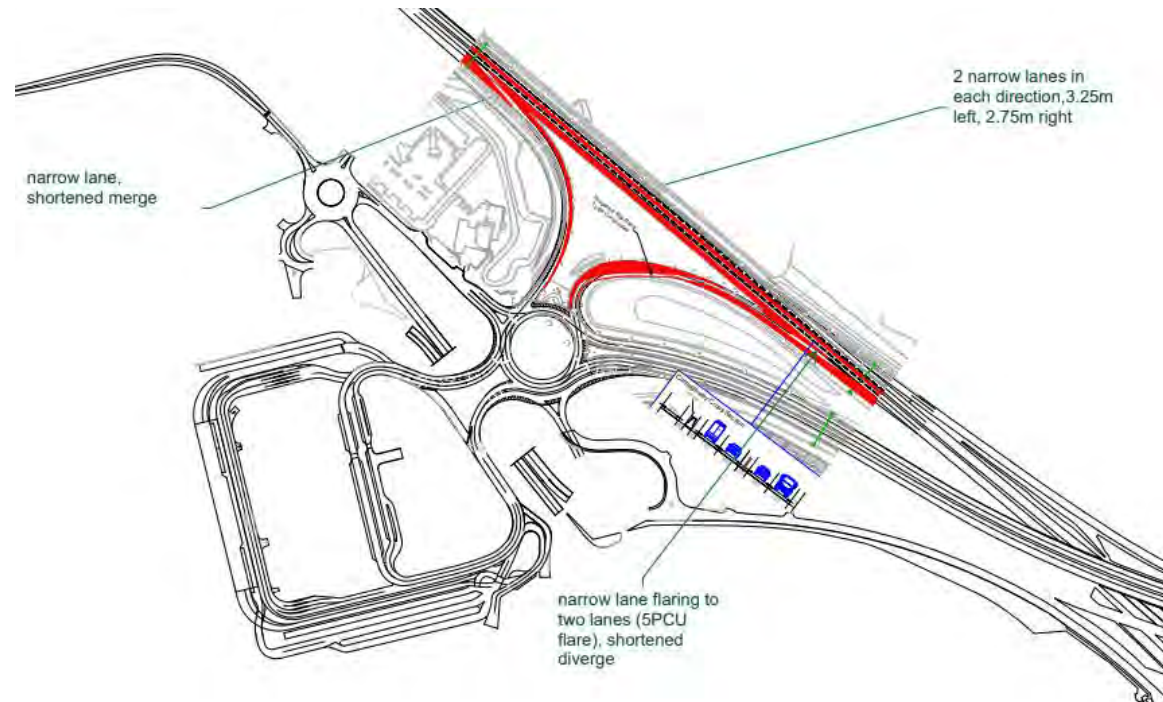 2 narrow lanes in
each direction,3.25m
left, 2.75m right
narrow lane,
shortened merge
narrow lane flaring to
two lanes (5PCU
flare), shortened
diverge